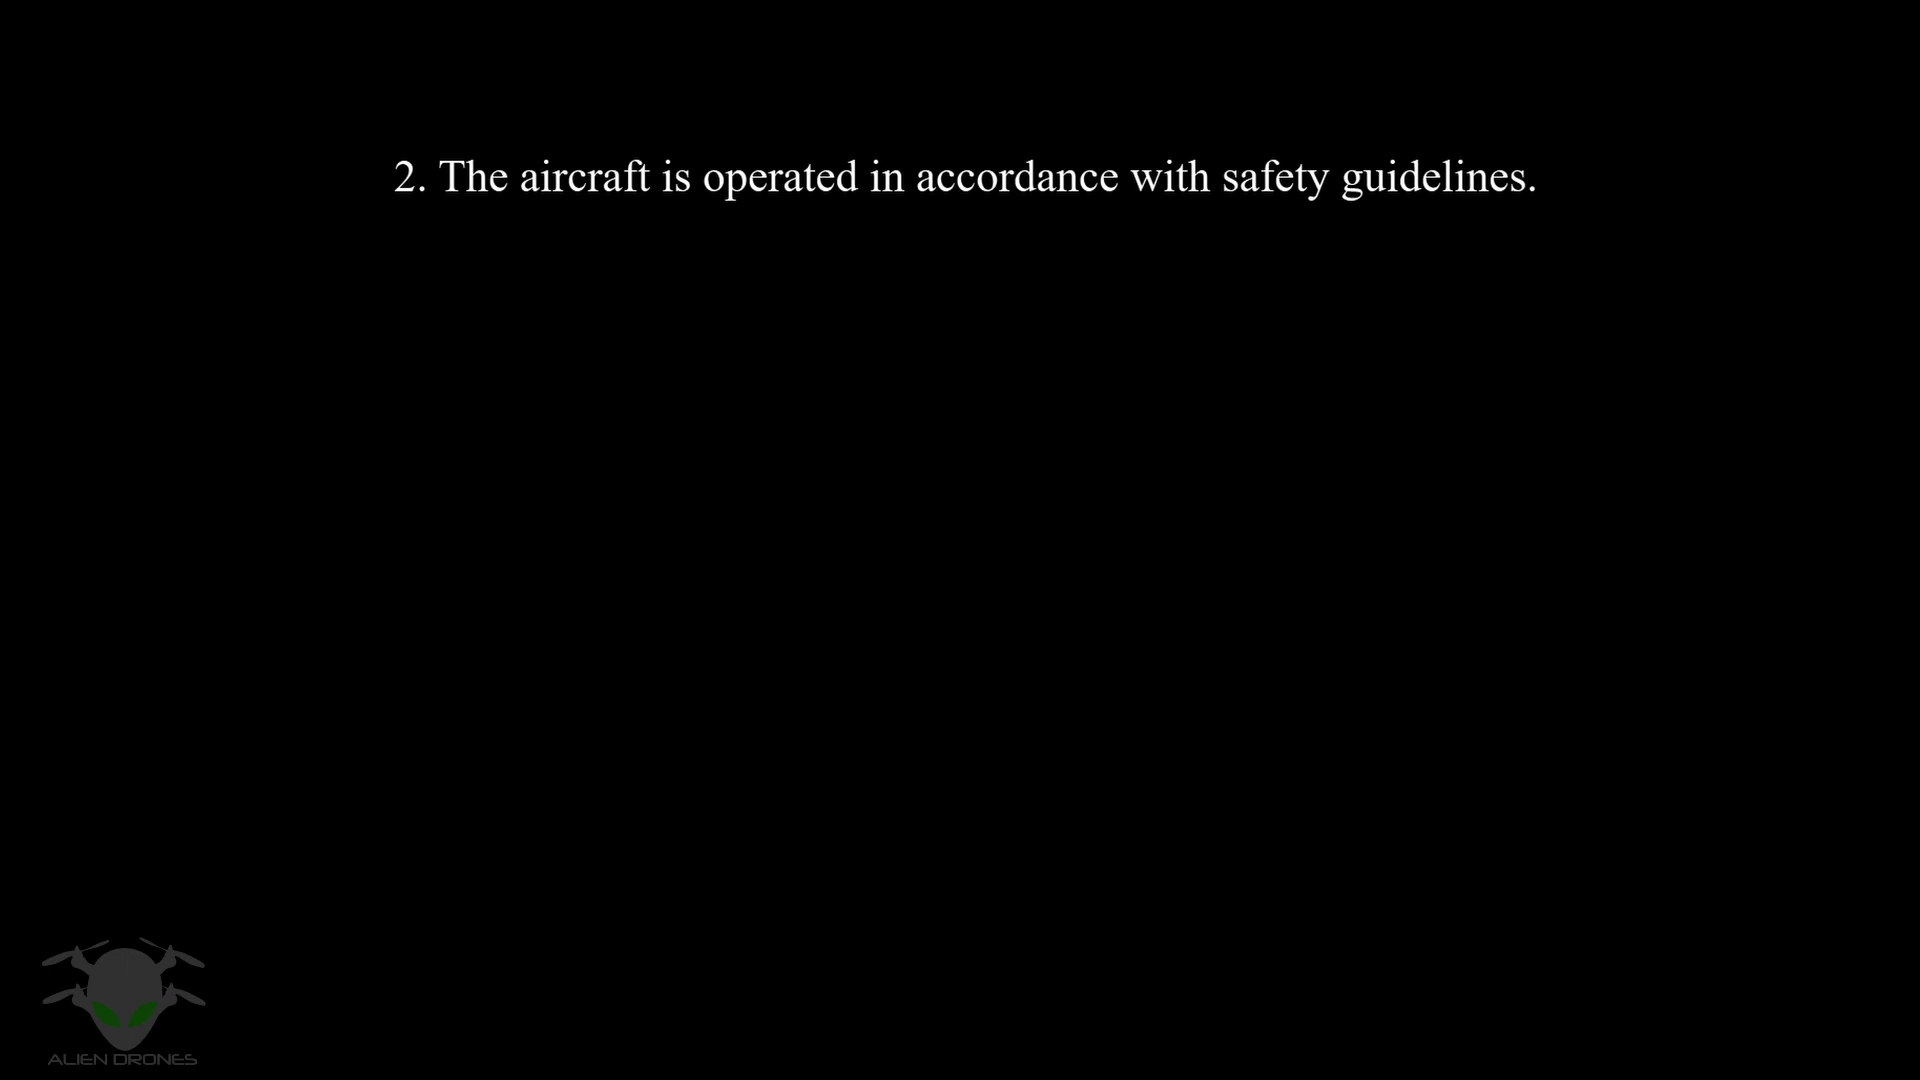 2. The aircraft is operated in accordance with safety guidelines.
ALIEN DRONES